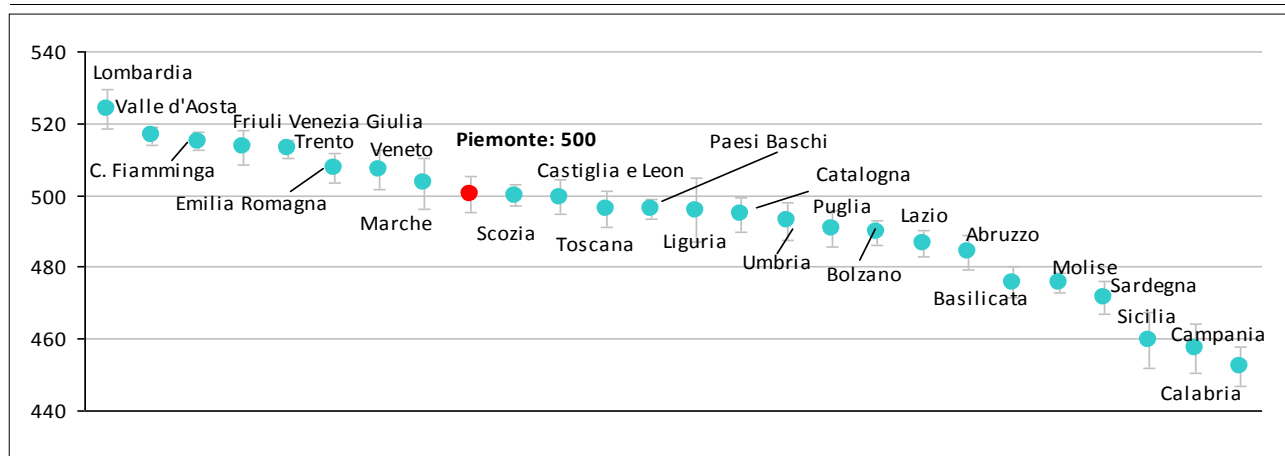 540
520
500
480
460
440
Lombardia
Valle d'Aosta
C. Fiamminga
Friuli Venezia Giulia
Trento
Emilia Romagna
Veneto
Marche
Piemonte: 500
Scozia
Castiglia e Leon
Toscana
Paesi Baschi
Liguria
Catalogna
Umbria
Puglia
Bolzano
Lazio
Abruzzo
Basilicata
Molise
Sardegna
Sicilia
Campania
Calabria